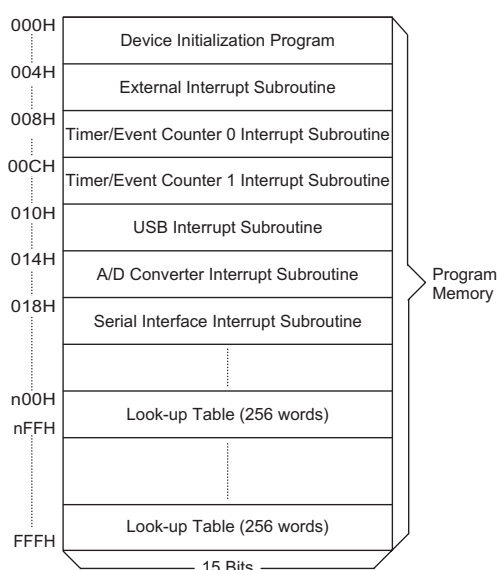 000H
Device Initialization Program
004H
External Interrupt Subroutine
008H
Timer/Event Counter 0 Interrupt Subroutine
00CH
Timer/Event Counter 1 Interrupt Subroutine
010H
USB Interrupt Subroutine
014H
A/D Converter Interrupt Subroutine
018H
Serial Interface Interrupt Subroutine
Program
Memory
n00H
Look-up Table (256 words)
nFFH
Look-up Table (256 words)
FFFH
15 Bits